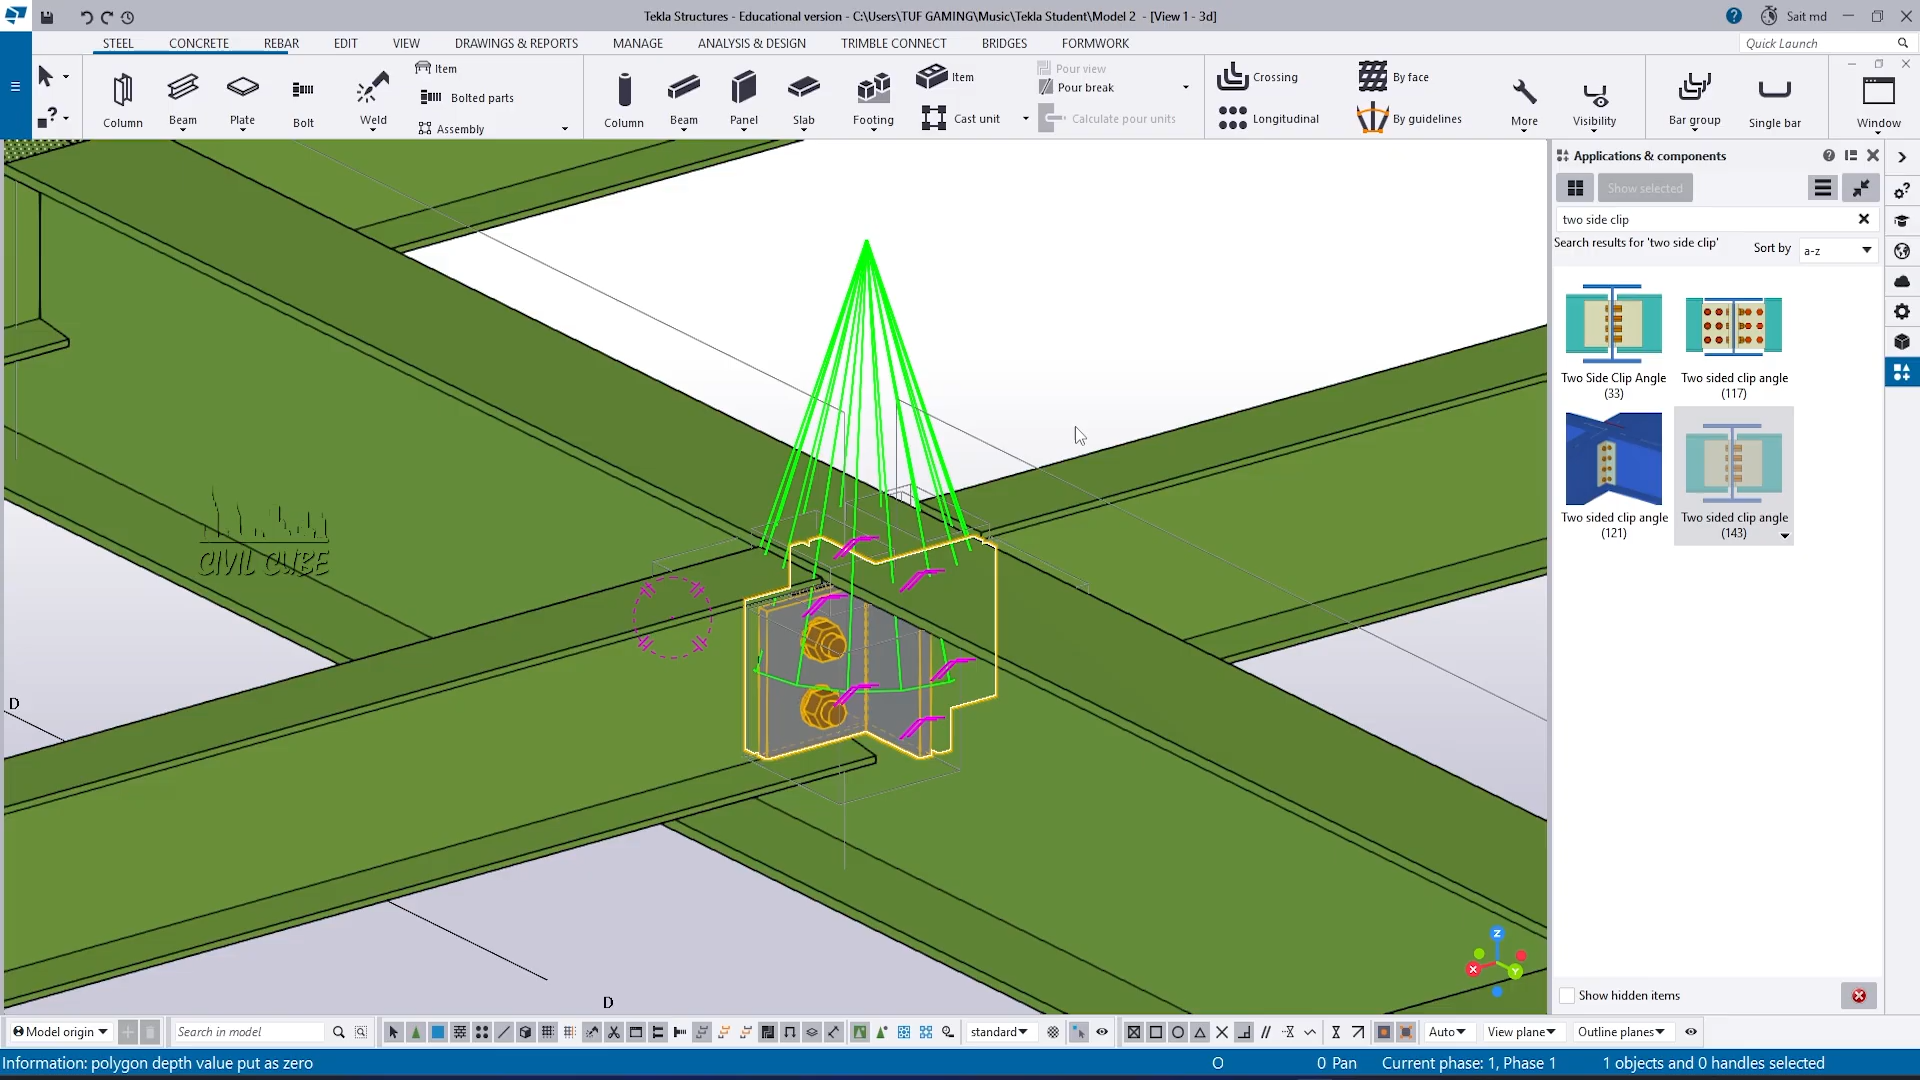 Tekla Structures - Educational version - C:\Users\TUF GAMING\Music\Tekla Student\Model 2 - [View 1 - 3d]
Sait md
STEEL CONCRETE REBAR EDIT VIEW DRAWINGS & REPORTS MANAGE ANALYSIS & DESIGN TRIMBLE CONNECT BRIDGES FORMWORK
Quick Launch
Column
Beam
Plate
Bolt
Weld
Item
Bolted parts
Assembly
Column
Beam
Panel
Slab
Footing
Item
Cast unit
Pour view
Pour break
Calculate pour units
Crossing
Longitudinal
By face
By guidelines
More
Visibility
Bar group
Single bar
Window
Applications & components
Show selected
two side clip
Search results for 'two side clip'
Sort by
a-z
Two Side Clip Angle
(33)
Two sided clip angle
(117)
Two sided clip angle
(121)
Two sided clip angle
(143)
CIVIL CUBE
D
D
Z
X
Y
Show hidden items
Model origin
Search in model
standard
Auto
View plane
Outline planes
Information: polygon depth value put as zero
O
0 Pan
Current phase: 1, Phase 1
1 objects and 0 handles selected